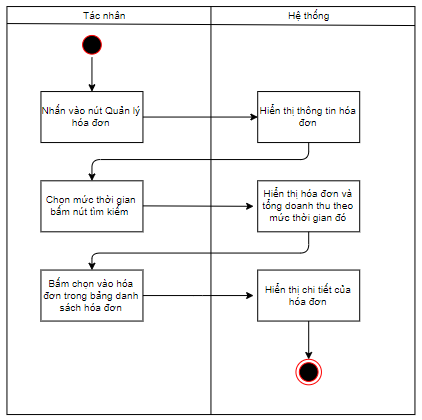 Tác nhân
Hệ thống
Nhấn vào nút Quản lý
hóa đơn
Hiển thị thông tin hóa
đơn
Chọn mức thời gian
bấm nút tìm kiếm
Hiển thị hóa đơn và
tổng doanh thu theo
mức thời gian đó
Bấm chọn vào hóa
đơn trong bảng danh
sách hóa đơn
Hiển thị chi tiết của
hóa đơn